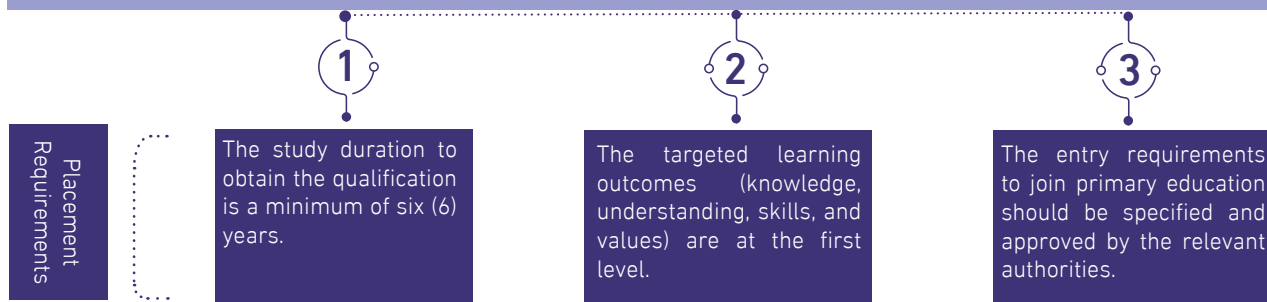 1
2
3
Placement
Requirements
The study duration to
obtain the qualification
is a minimum of six (6)
years.
The targeted learning
outcomes (knowledge,
understanding, skills, and
values) are at the first
level.
The entry requirements
to join primary education
should be specified and
approved by the relevant
authorities.